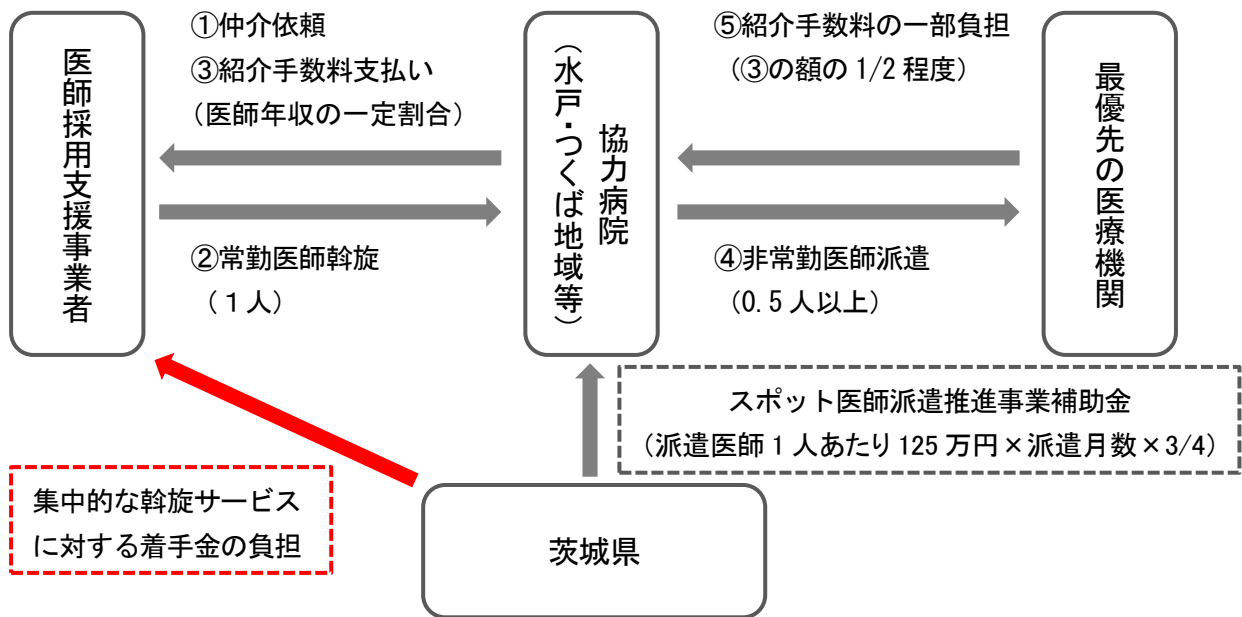 医師採用支援事業者
①仲介依頼
③紹介手数料支払い
（医師年収の一定割合）
②常勤医師斡旋
（１人）
協力病院
（水戸・つくば地域等）
⑤紹介手数料の一部負担
（③の額の 1/2 程度）
④非常勤医師派遣
（0.5 人以上）
最優先の医療機関
スポット医師派遣推進事業補助金
（派遣医師 1 人あたり 125 万円×派遣月数×3/4）
集中的な斡旋サービス
に対する着手金の負担
茨城県